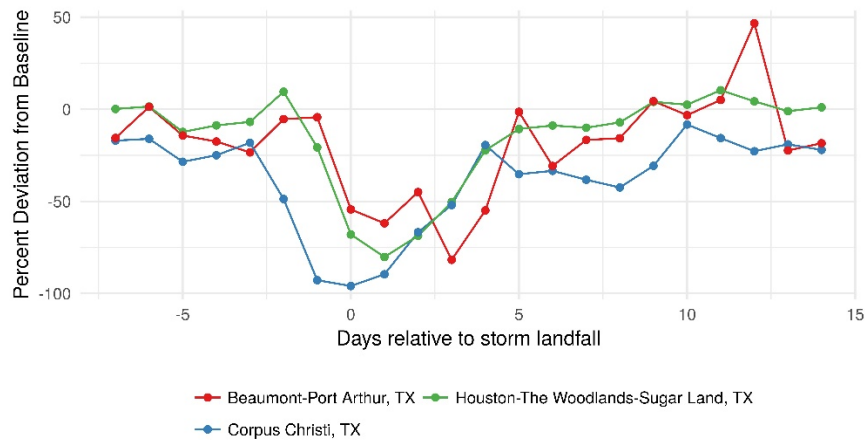 Percent Deviation from Baseline
50
0
-50
-100
-5
0
5
10
15
Days relative to storm landfall
Beaumont-Port Arthur, TX
Houston-The Woodlands-Sugar Land, TX
Corpus Christi, TX